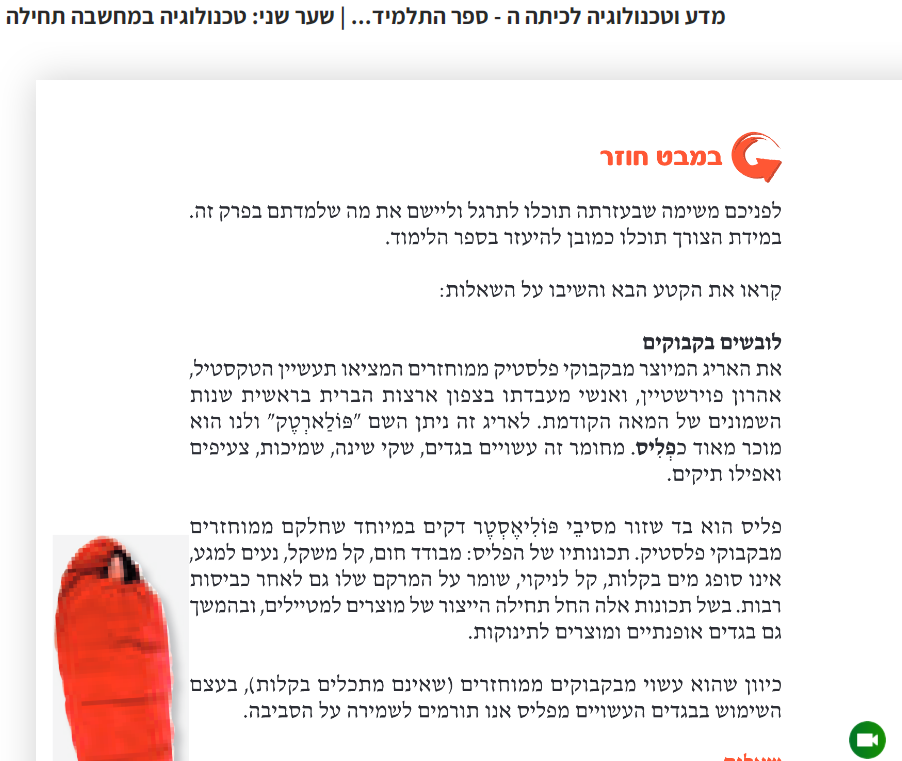 מדע וטכנולוגיה לכיתה ה - ספר התלמיד... | שער שני: טכנולוגיה במחשבה תחילה
במבט חוזר
לפניכם משימה שבעזרתה תוכלו לתרגל וליישם את מה שלמדתם בפרק זה.
במידת הצורך תוכלו כמובן להיעזר בספר הלימוד.
קִראו את הקטע הבא והשיבו על השאלות:
לובשים בקבוקים
את האריג המיוצר מבקבוקי פלסטיק ממוחזרים המציאו תעשיין הטקסטיל,
אהרון פוירשטיין, ואנשי מעבדתו בצפון ארצות הברית בראשית שנות
השמונים של המאה הקודמת. לאריג זה ניתן השם "פּוֹלַארְטֶק" ולנו הוא
מוכר מאוד כפְלִיס. מחומר זה עשויים בגדים, שקי שינה, שמיכות, צעיפים
ואפילו תיקים.
פליס הוא בד שזור מסיבֵי פּוֹלִיאֶסְטֶר דקים במיוחד שחלקם ממוחזרים
מבקבוקי פלסטיק. תכונותיו של הפליס: מבודד חום, קל משקל, נעים למגע,
אינו סופג מים בקלות, קל לניקוי, שומר על המרקם שלו גם לאחר כביסות
רבות. בשל תכונות אלה החל תחילה הייצור של מוצרים למטיילים, ובהמשך
גם בגדים אופנתיים ומוצרים לתינוקות.
כיוון שהוא עשוי מבקבוקים ממוחזרים (שאינם מתכלים בקלות), בעצם
השימוש בבגדים העשויים מפליס אנו תורמים לשמירה על הסביבה.